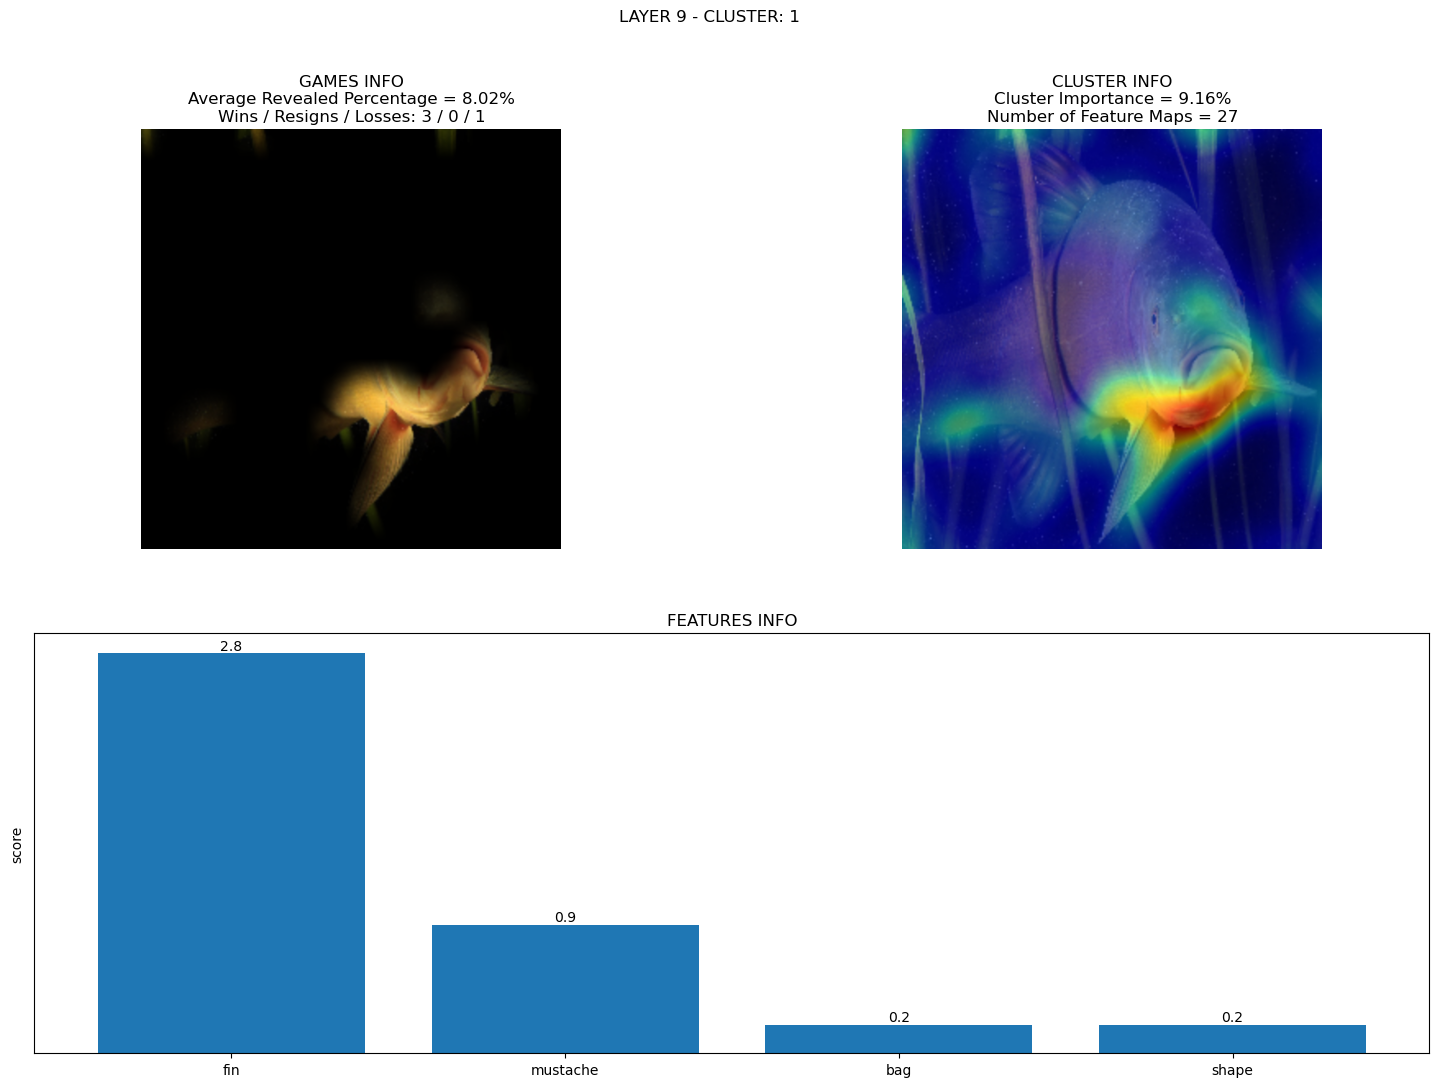 LAYER 9 - CLUSTER: 1
GAMES INFO
Average Revealed Percentage = 8.02%
Wins / Resigns / Losses: 3 / 0 / 1
CLUSTER INFO
Cluster Importance = 9.16%
Number of Feature Maps = 27
FEATURES INFO
score
2.8
0.9
0.2
0.2
fin
mustache
bag
shape